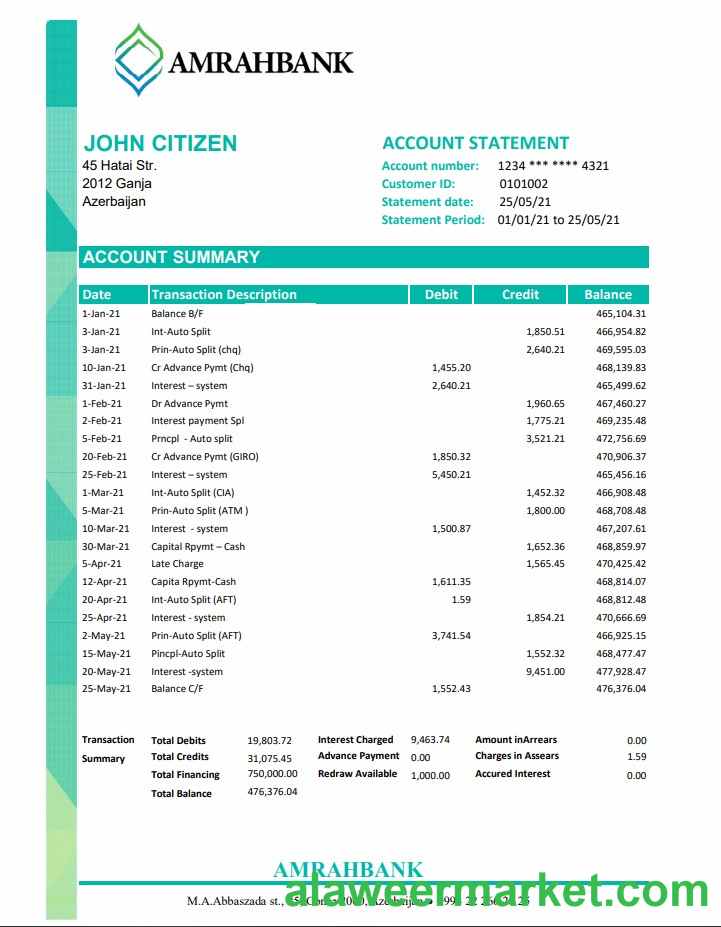 AMRAHBANK
JOHN CITIZEN
45 Hatai Str.
2012 Ganja
Azerbaijan
ACCOUNT STATEMENT
Account number: 1234 *** **** 4321
Customer ID: 0101002
Statement date: 25/05/21
Statement Period: 01/01/21 to 25/05/21
ACCOUNT SUMMARY
Date Transaction Description Debit Credit Balance
1-Jan-21 Balance B/F 465,104.31
3-Jan-21 Int-Auto Split 1,850.51 466,954.82
3-Jan-21 Prin-Auto Split (chq) 2,640.21 469,595.03
10-Jan-21 Cr Advance Pymt (Chq) 1,455.20 468,139.83
31-Jan-21 Interest – system 2,640.21 465,499.62
1-Feb-21 Dr Advance Pymt 1,960.65 467,460.27
2-Feb-21 Interest payment Spl 1,775.21 469,235.48
5-Feb-21 Prncpl - Auto split 3,521.21 472,756.69
20-Feb-21 Cr Advance Pymt (GIRO) 1,850.32 470,906.37
25-Feb-21 Interest – system 5,450.21 465,456.16
1-Mar-21 Int-Auto Split (CIA) 1,452.32 466,908.48
5-Mar-21 Prin-Auto Split (ATM ) 1,800.00 468,708.48
10-Mar-21 Interest - system 1,500.87 467,207.61
30-Mar-21 Capital Rpymt – Cash 1,652.36 468,859.97
5-Apr-21 Late Charge 1,565.45 470,425.42
12-Apr-21 Capita Rpymt-Cash 1,611.35 468,814.07
20-Apr-21 Int-Auto Split (AFT) 1.59 468,812.48
25-Apr-21 Interest - system 1,854.21 470,666.69
2-May-21 Prin-Auto Split (AFT) 3,741.54 466,925.15
15-May-21 Pincpl-Auto Split 1,552.32 468,477.47
20-May-21 Interest -system 9,451.00 477,928.47
25-May-21 Balance C/F 1,552.43 476,376.04
Transaction Total Debits 19,803.72 Interest Charged 9,463.74 Amount inArrears 0.00
Summary Total Credits 31,075.45 Advance Payment 0.00 Charges in Assears 1.59
Total Financing 750,000.00 Redraw Available 1,000.00 Accured Interest 0.00
Total Balance 476,376.04
AMRAHBANK
alaweermarket.com
M.A.Abbaszada st.,